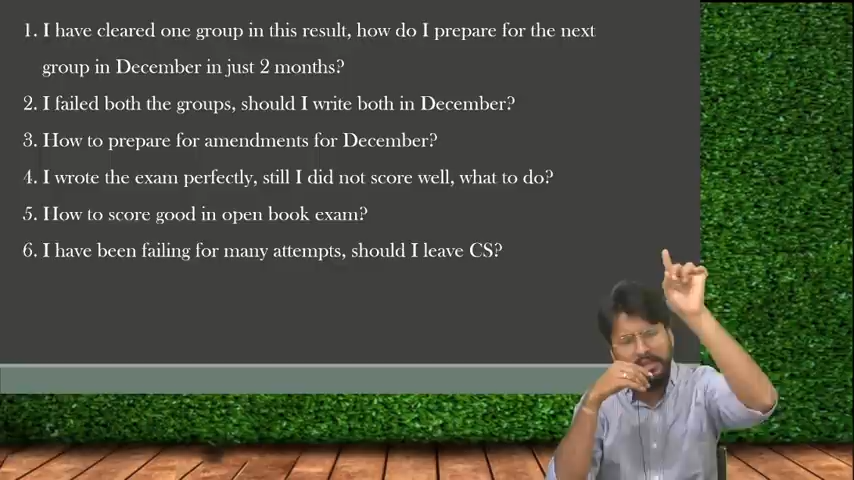 1. I have cleared one group in this result, how do I prepare for the next
group in December in just 2 months?
2. I failed both the groups, should I write both in December?
3. How to prepare for amendments for December?
4. I wrote the exam perfectly, still I did not score well, what to do?
5. How to score good in open book exam?
6. I have been failing for many attempts, should I leave CS?